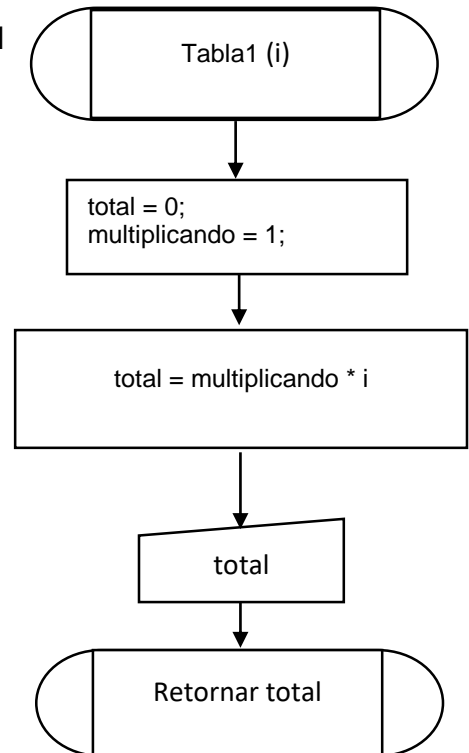 Tabla1 (i)
total = 0;
multiplicando = 1;
total = multiplicando * i
total
Retornar total